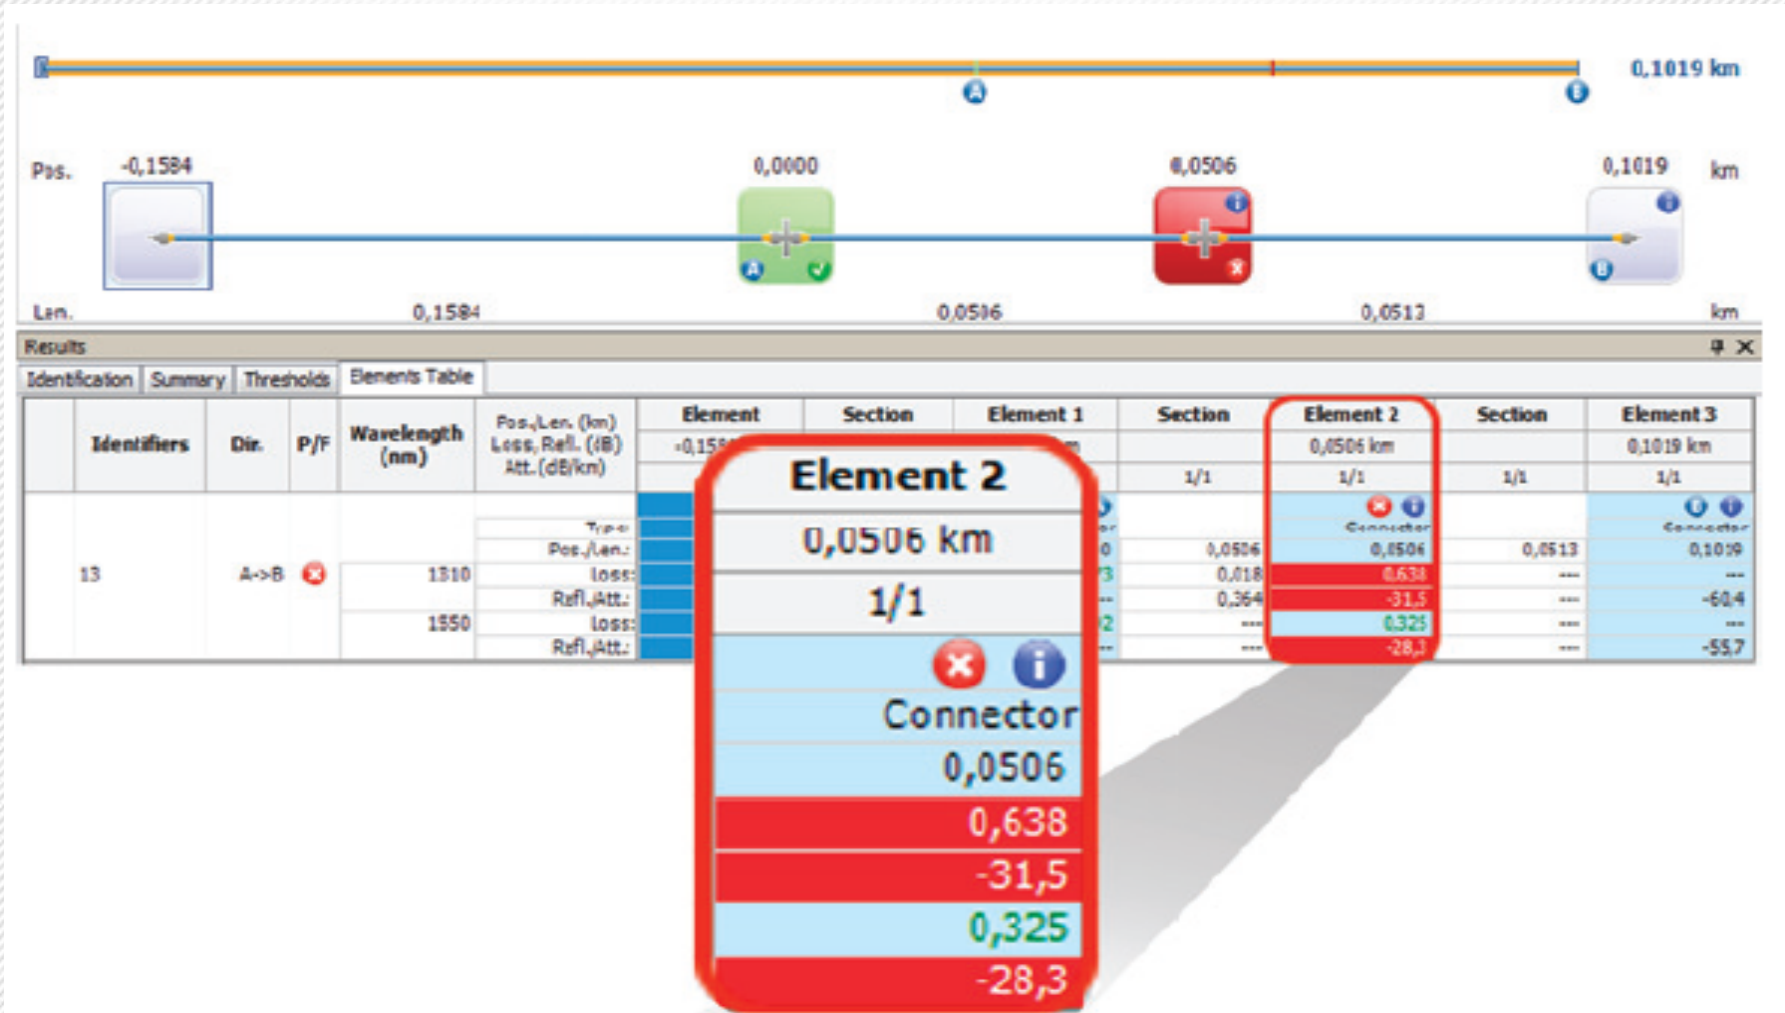 0,1019 km
A B
Pos. -0,1584 0,0000 0,0506 0,1019 km
A B
Len. 0,1584 0,0506 0,0513 km
Results
Identification Summary Thresholds Elements Table
Identifiers Dir. P/F Wavelength (nm) Pos./Len. (km) Loss, Refl. (dB) Att. (dB/km) Element Section Element 1 Section Element 2 Section Element 3
0,0506 km 0,1019 km
1/1 1/1 1/1 1/1
Type: Connector Connector
Pos./Len.: 0,0506 0,0506 0,0513 0,1019
13 A->B 1310 Loss: 0,018 0,638 --- ---
Refl./Att.: 0,364 -31,5 --- -60,4
1550 Loss: --- 0,325 --- ---
Refl./Att.: --- -28,3 --- -55,7
Element 2
0,0506 km
1/1
Connector
0,0506
0,638
-31,5
0,325
-28,3